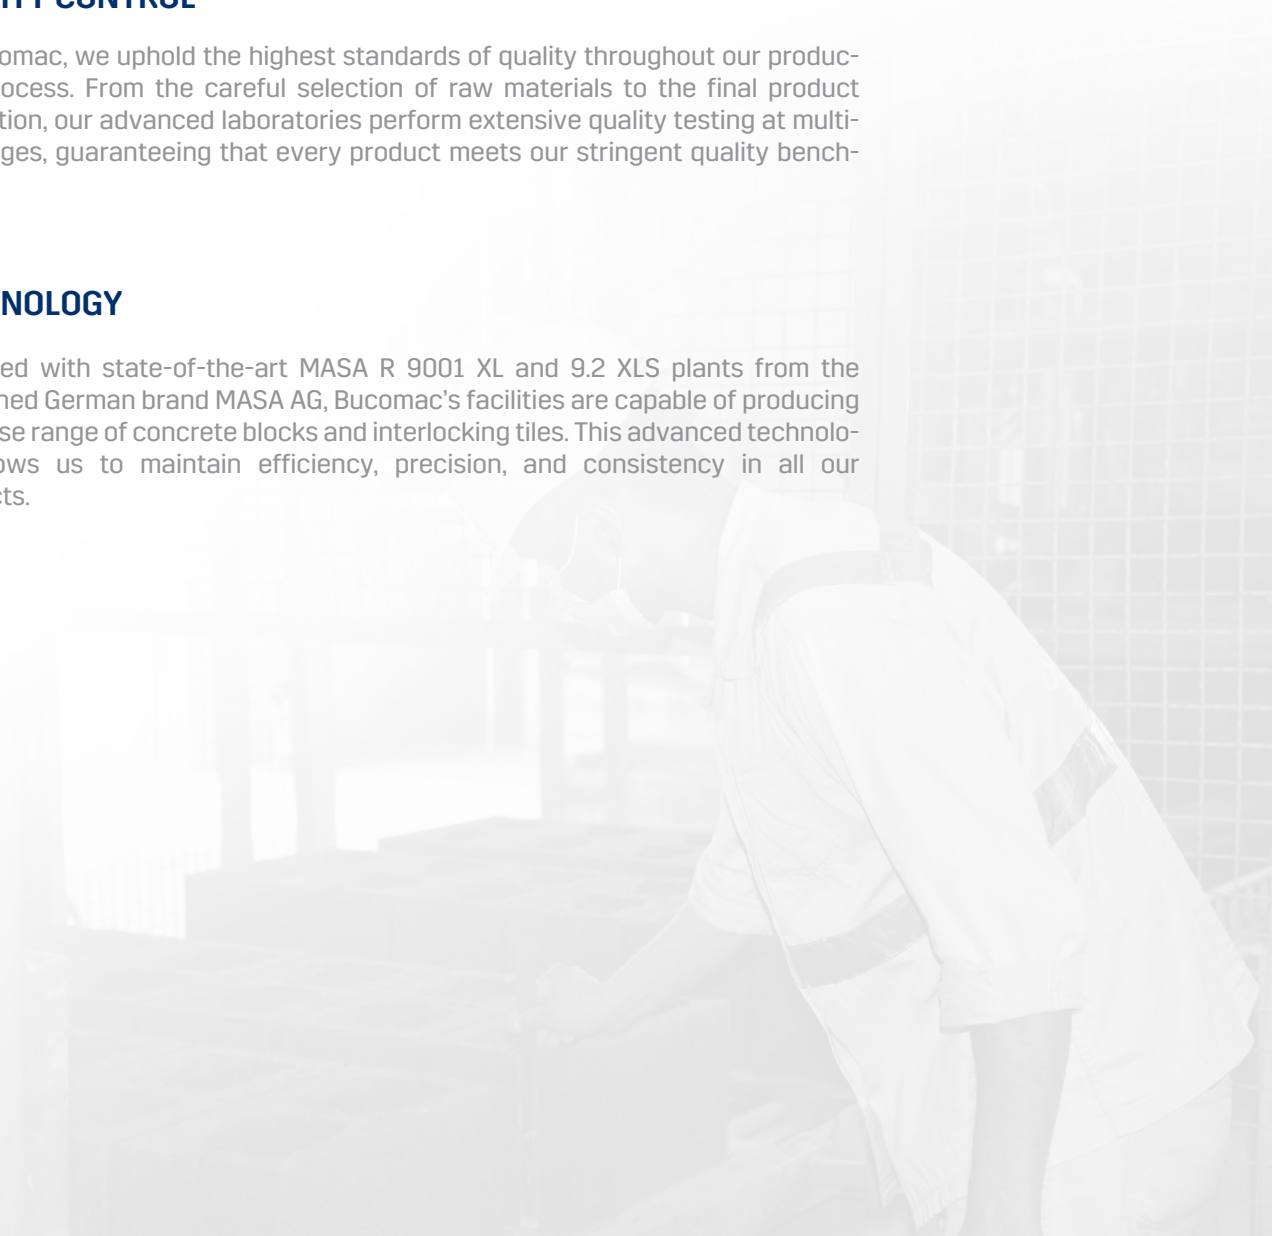 ITY CONTROL
omac, we uphold the highest standards of quality throughout our produc-
ocess. From the careful selection of raw materials to the final product
tion, our advanced laboratories perform extensive quality testing at multi-
ges, guaranteeing that every product meets our stringent quality bench-
NOLOGY
ed with state-of-the-art MASA R 9001 XL and 9.2 XLS plants from the
ned German brand MASA AG, Bucomac’s facilities are capable of producing
se range of concrete blocks and interlocking tiles. This advanced technolo-
ows us to maintain efficiency, precision, and consistency in all our
cts.